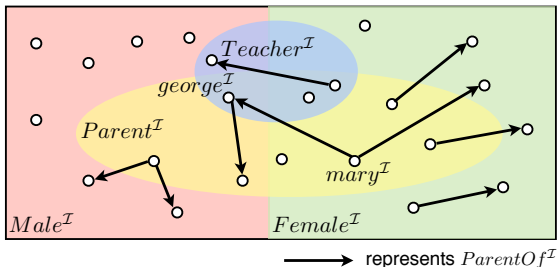 Teacher^I
george^I
Parent^I
mary^I
Male^I
Female^I
represents ParentOf^I